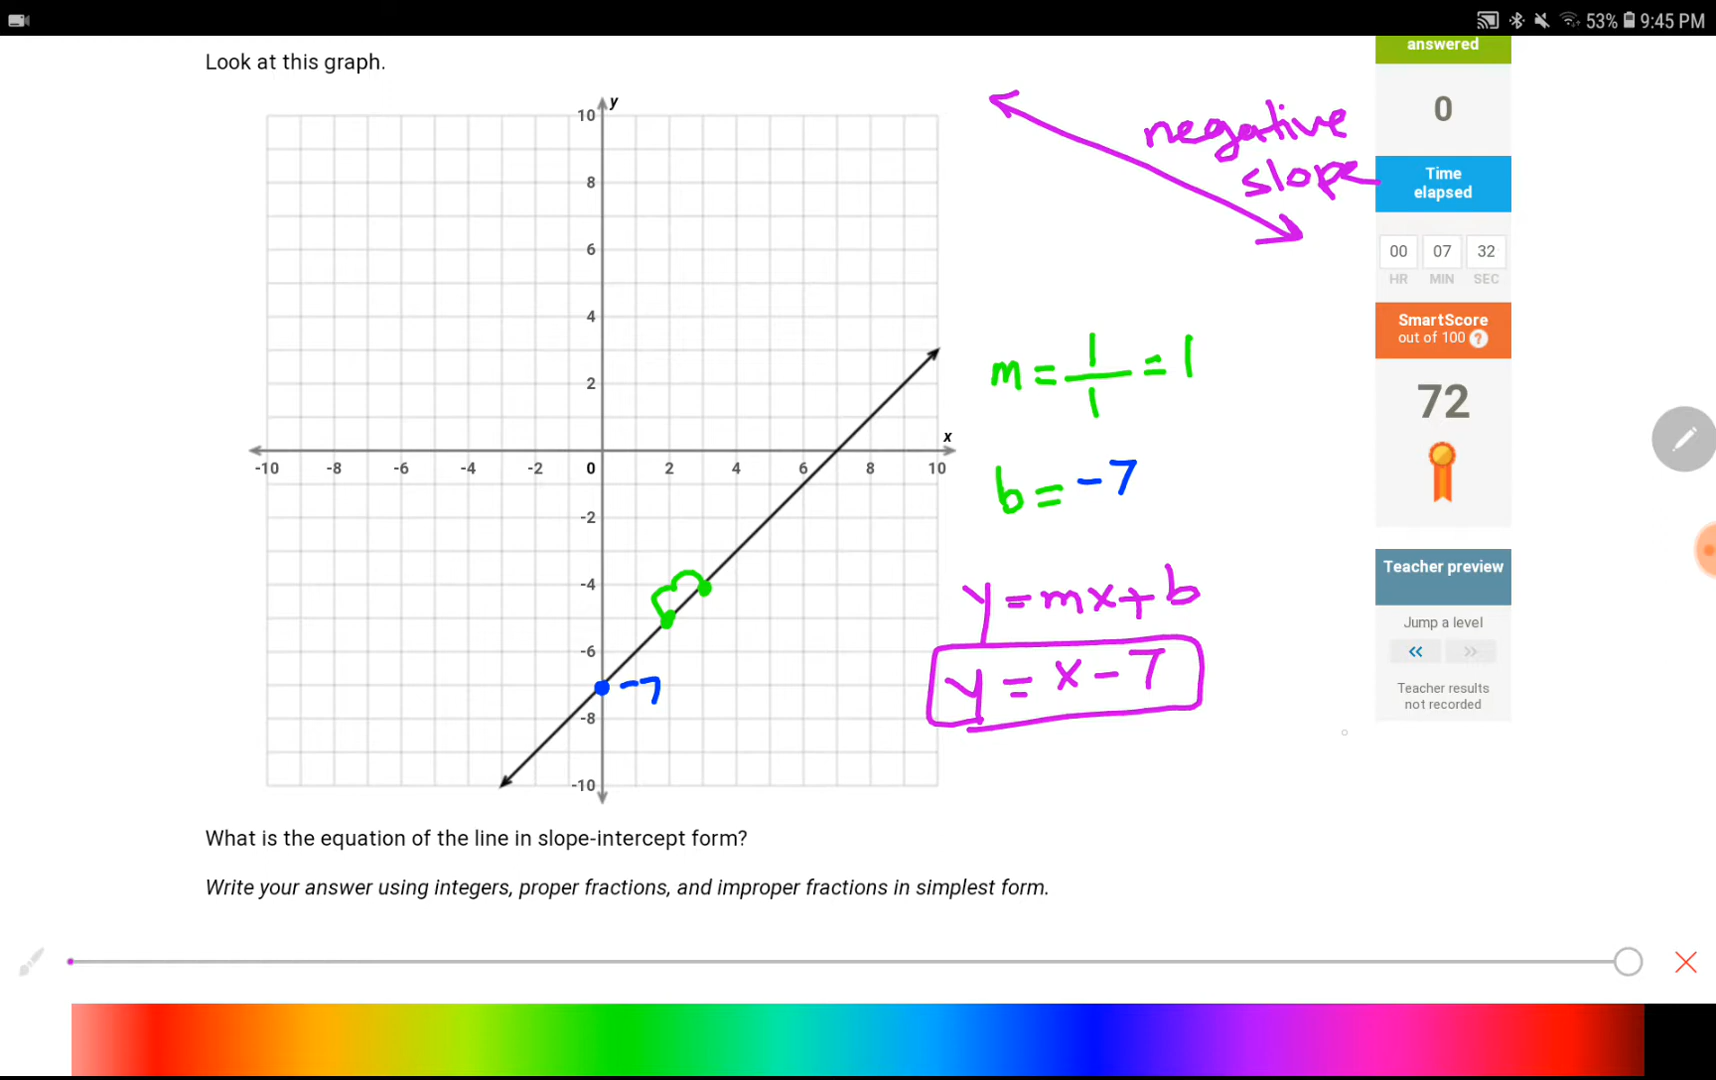 53% 9:45 PM
Look at this graph.
answered
0
Time
elapsed
00 07 32
HR MIN SEC
SmartScore
out of 100 ?
72
Teacher preview
Jump a level
Teacher results
not recorded
negative
slope
y
10
8
6
4
2
x
-10 -8 -6 -4 -2 0 2 4 6 8 10
-2
-4
-6
-8
-10
-7
m = 1/1 = 1
b = -7
y = mx + b
y = x - 7
What is the equation of the line in slope-intercept form?
Write your answer using integers, proper fractions, and improper fractions in simplest form.